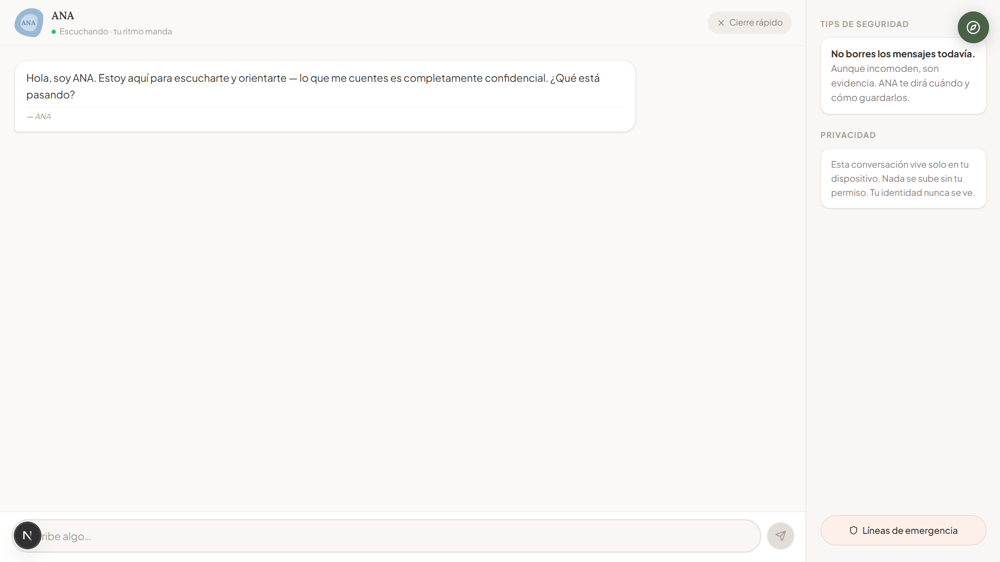 ANA
ANA
Escuchando · tu ritmo manda
Cierre rápido
Hola, soy ANA. Estoy aquí para escucharte y orientarte — lo que me cuentes es completamente confidencial. ¿Qué está
pasando?
— ANA
N
ribe algo...
TIPS DE SEGURIDAD
No borres los mensajes todavía.
Aunque incomoden, son
evidencia. ANA te dirá cuándo y
cómo guardarlos.
PRIVACIDAD
Esta conversación vive solo en tu
dispositivo. Nada se sube sin tu
permiso. Tu identidad nunca se ve.
Líneas de emergencia